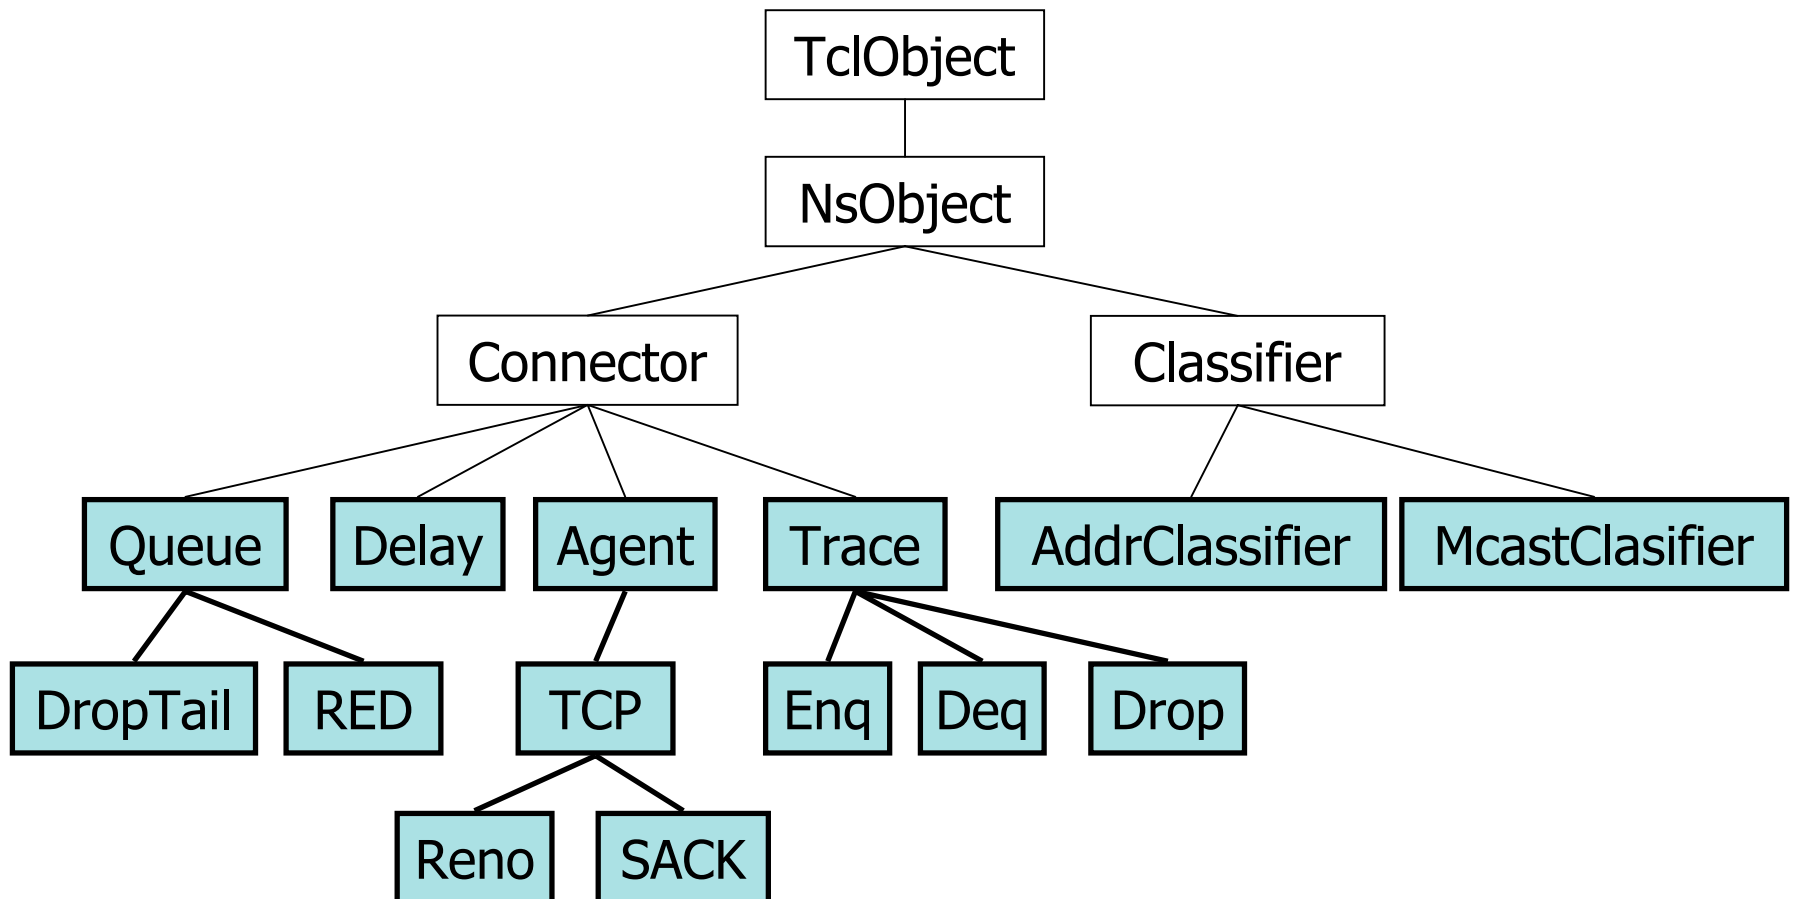 TclObject
NsObject
Connector
Classifier
Queue
Delay
Agent
Trace
AddrClassifier
McastClasifier
DropTail
RED
TCP
Enq
Deq
Drop
Reno
SACK